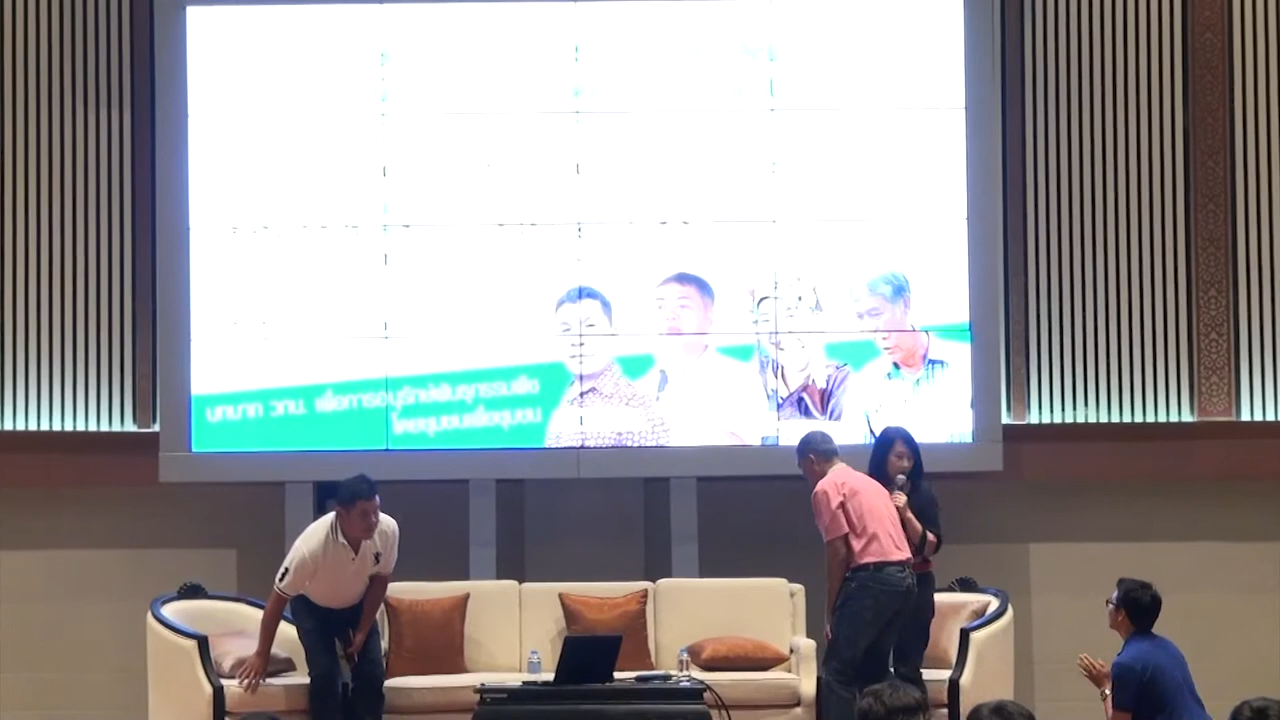 บทบาท วทน. เพื่อการอนุรักษ์พันธุกรรมพืช
โดยชุมชนเพื่อชุมชน